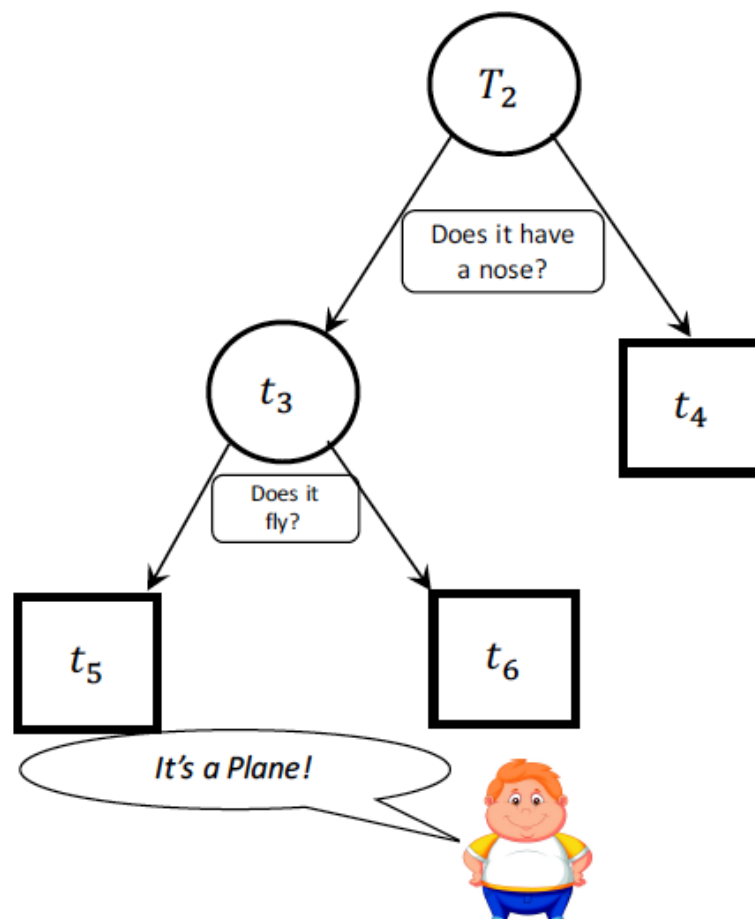 T₂
Does it have
a nose?
t₃
t₄
Does it
fly?
t₅
t₆
It's a Plane!